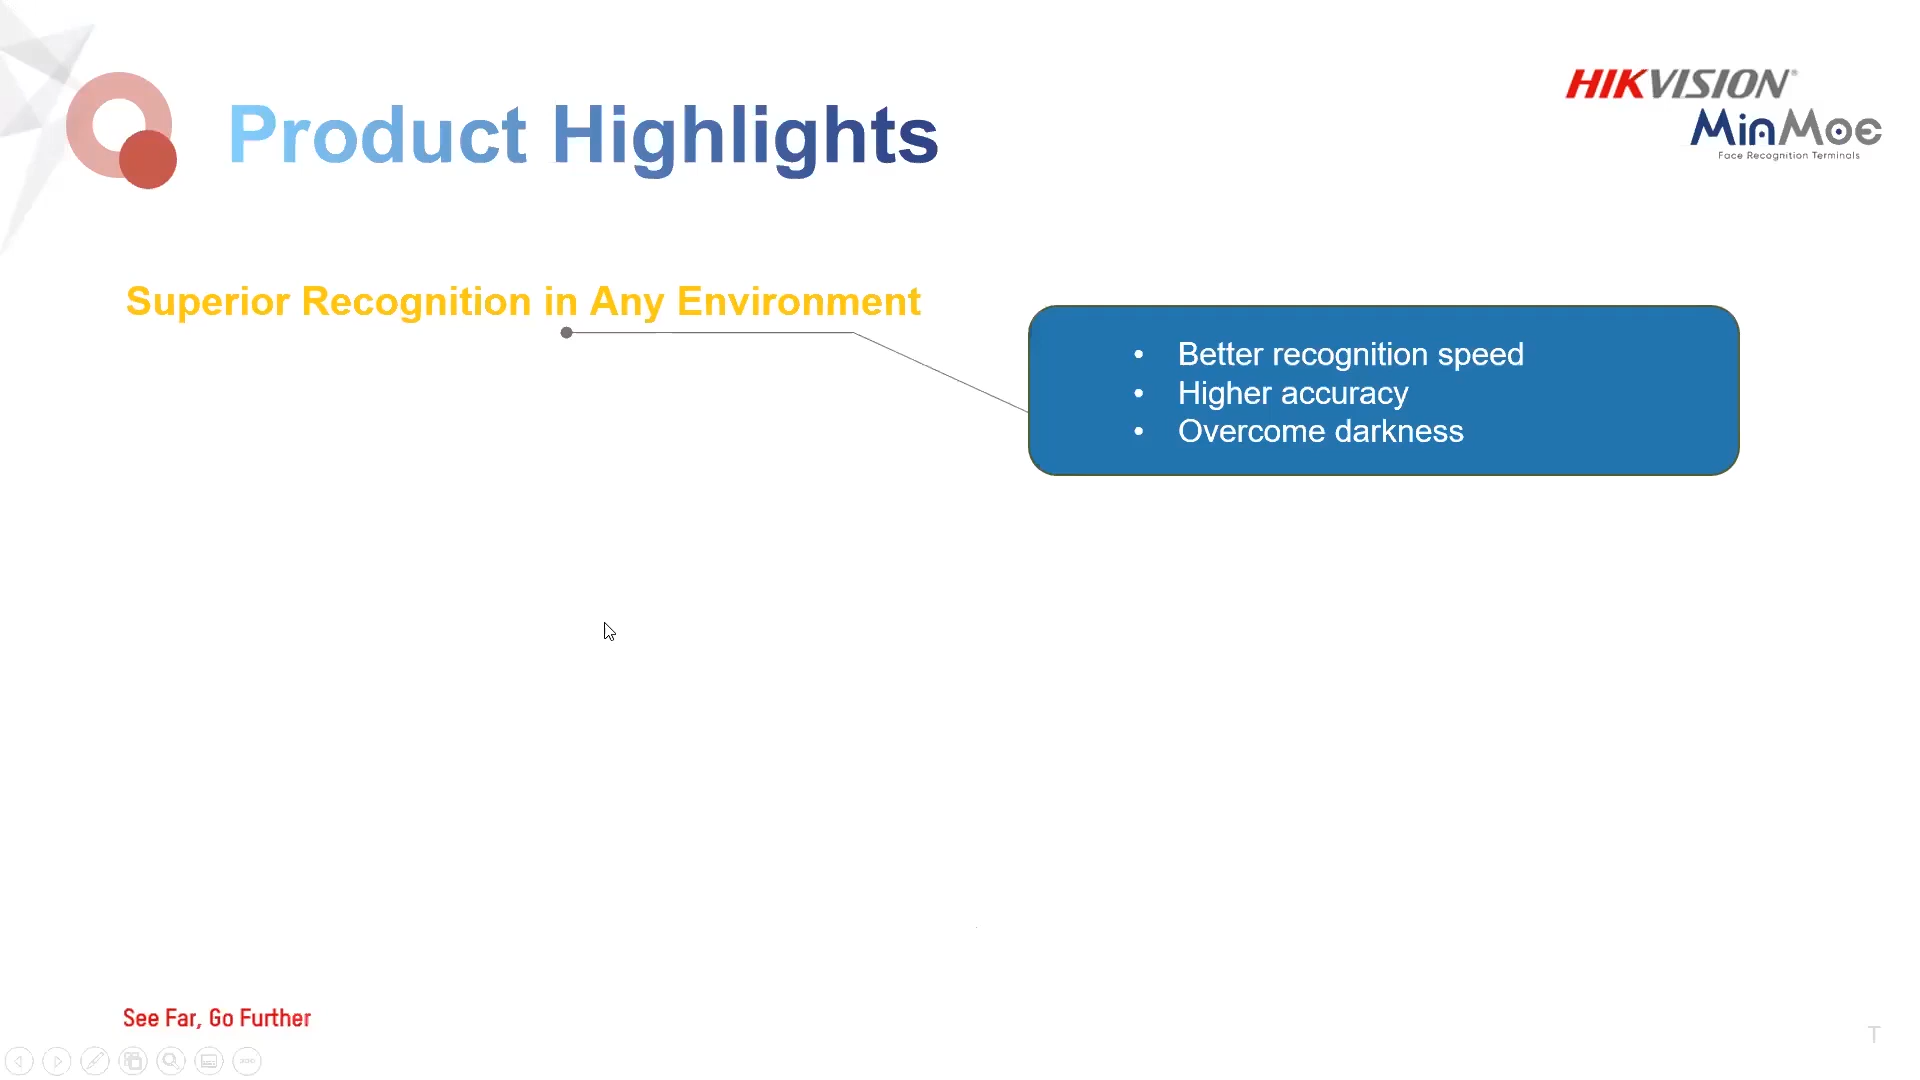 HIKVISION®
MinMoe
Face Recognition Terminals
Product Highlights
Superior Recognition in Any Environment
• Better recognition speed
• Higher accuracy
• Overcome darkness
See Far, Go Further
T